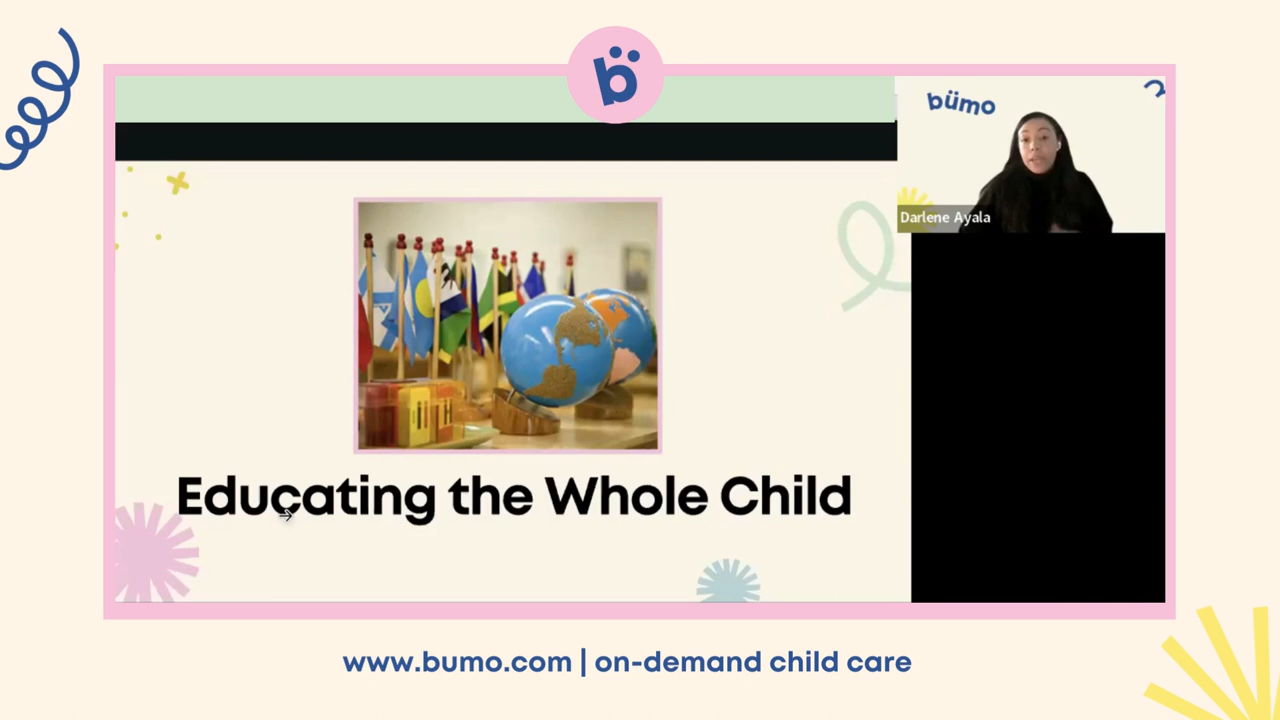 b̈
bümo
Darlene Ayala
Educating the Whole Child
www.bumo.com | on-demand child care